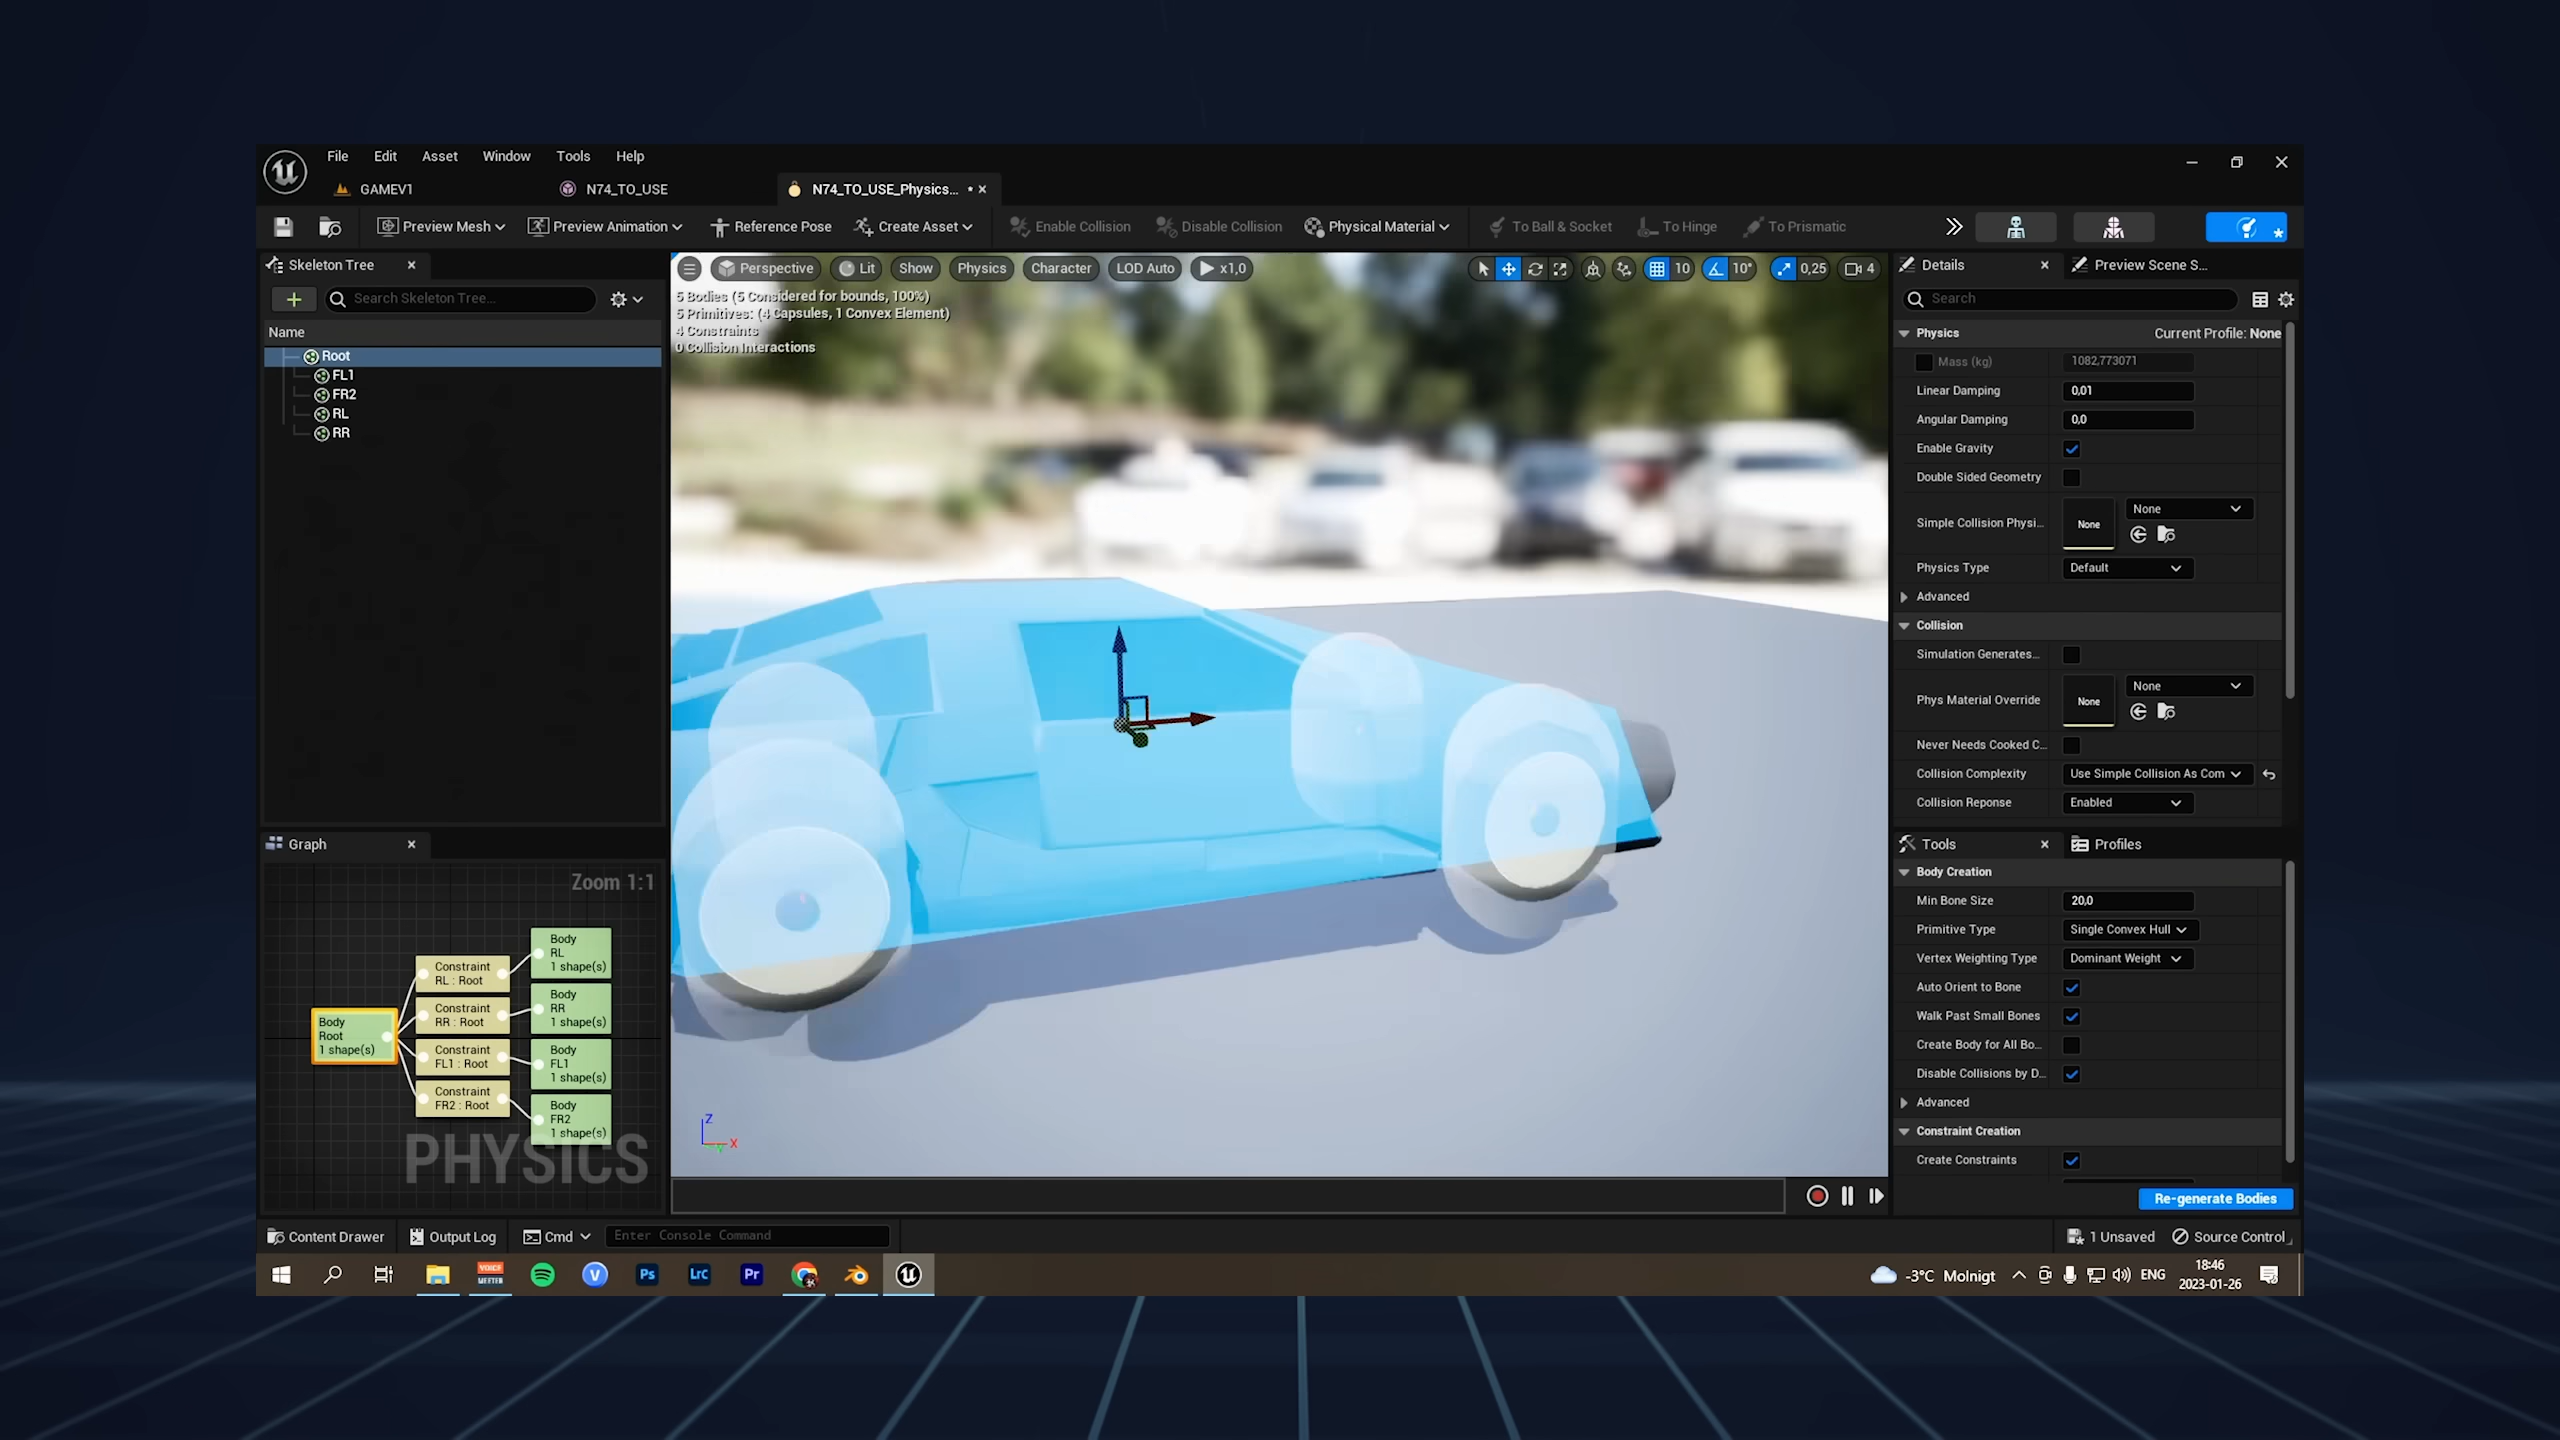 File Edit Asset Window Tools Help
GAMEV1 N74_TO_USE N74_TO_USE_Physics...
Preview Mesh Preview Animation Reference Pose Create Asset Enable Collision Disable Collision Physical Material To Ball & Socket To Hinge To Prismatic
Skeleton Tree
Search Skeleton Tree...
Name
Root
FL1
FR2
RL
RR
Perspective Lit Show Physics Character LOD Auto x1,0
10 10° 0,25 4
5 Bodies (5 Considered for bounds, 100%)
5 Primitives: (4 Capsules, 1 Convex Element)
4 Constraints
0 Collision Interactions
Z
X
Details Preview Scene S...
Search
Physics Current Profile: None
Mass (kg) 1082,773071
Linear Damping 0,01
Angular Damping 0,0
Enable Gravity
Double Sided Geometry
Simple Collision Physi... None None
Physics Type Default
Advanced
Collision
Simulation Generates...
Phys Material Override None None
Never Needs Cooked C...
Collision Complexity Use Simple Collision As Com
Collision Reponse Enabled
Tools Profiles
Body Creation
Min Bone Size 20,0
Primitive Type Single Convex Hull
Vertex Weighting Type Dominant Weight
Auto Orient to Bone
Walk Past Small Bones
Create Body for All Bo...
Disable Collisions by D...
Advanced
Constraint Creation
Create Constraints
Re-generate Bodies
Graph
Zoom 1:1
Body
Root
1 shape(s)
Constraint
RL : Root
Constraint
RR : Root
Constraint
FL1 : Root
Constraint
FR2 : Root
Body
RL
1 shape(s)
Body
RR
1 shape(s)
Body
FL1
1 shape(s)
Body
FR2
1 shape(s)
PHYSICS
Content Drawer Output Log Cmd Enter Console Command
1 Unsaved Source Control
VOICE
MEETER
V Ps LrC Pr
-3°C Molnigt ENG
18:46
2023-01-26